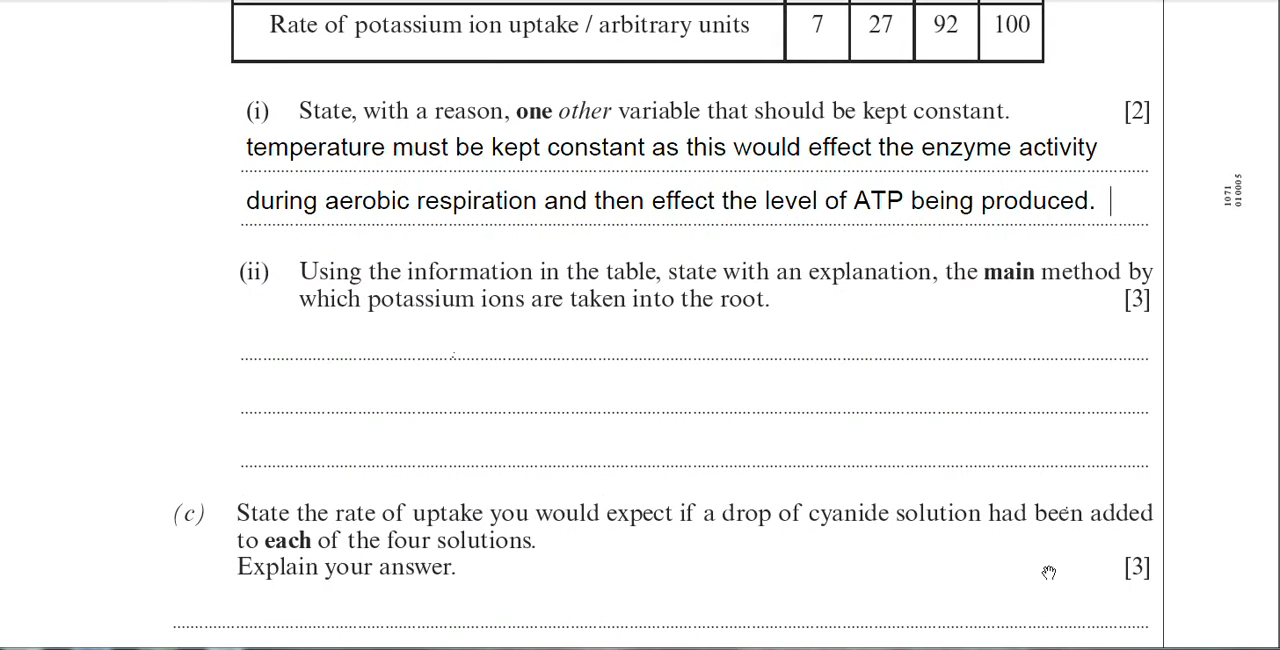 Rate of potassium ion uptake / arbitrary units 7 27 92 100
(i) State, with a reason, one other variable that should be kept constant. [2]
temperature must be kept constant as this would effect the enzyme activity
during aerobic respiration and then effect the level of ATP being produced.
(ii) Using the information in the table, state with an explanation, the main method by
which potassium ions are taken into the root. [3]
(c) State the rate of uptake you would expect if a drop of cyanide solution had been added
to each of the four solutions.
Explain your answer. [3]
1071
010005